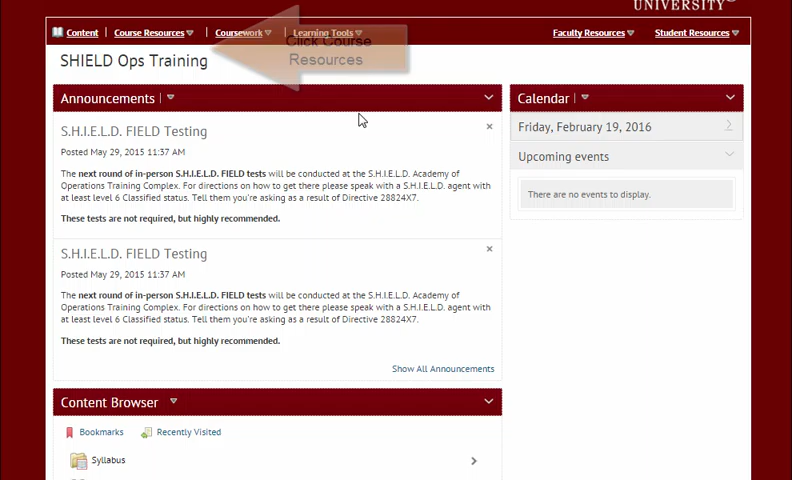 UNIVERSITY
Content Course Resources Coursework Learning Tools Faculty Resources Student Resources
Click Course
Resources
SHIELD Ops Training
Announcements
S.H.I.E.L.D. FIELD Testing
Posted May 29, 2015 11:37 AM
The next round of in-person S.H.I.E.L.D. FIELD tests will be conducted at the S.H.I.E.L.D. Academy of
Operations Training Complex. For directions on how to get there please speak with a S.H.I.E.L.D. agent with
at least level 6 Classified status. Tell them you're asking as a result of Directive 28824X7.
These tests are not required, but highly recommended.
S.H.I.E.L.D. FIELD Testing
Posted May 29, 2015 11:37 AM
The next round of in-person S.H.I.E.L.D. FIELD tests will be conducted at the S.H.I.E.L.D. Academy of
Operations Training Complex. For directions on how to get there please speak with a S.H.I.E.L.D. agent with
at least level 6 Classified status. Tell them you're asking as a result of Directive 28824X7.
These tests are not required, but highly recommended.
Show All Announcements
Content Browser
Bookmarks Recently Visited
Syllabus
Calendar
Friday, February 19, 2016
Upcoming events
There are no events to display.